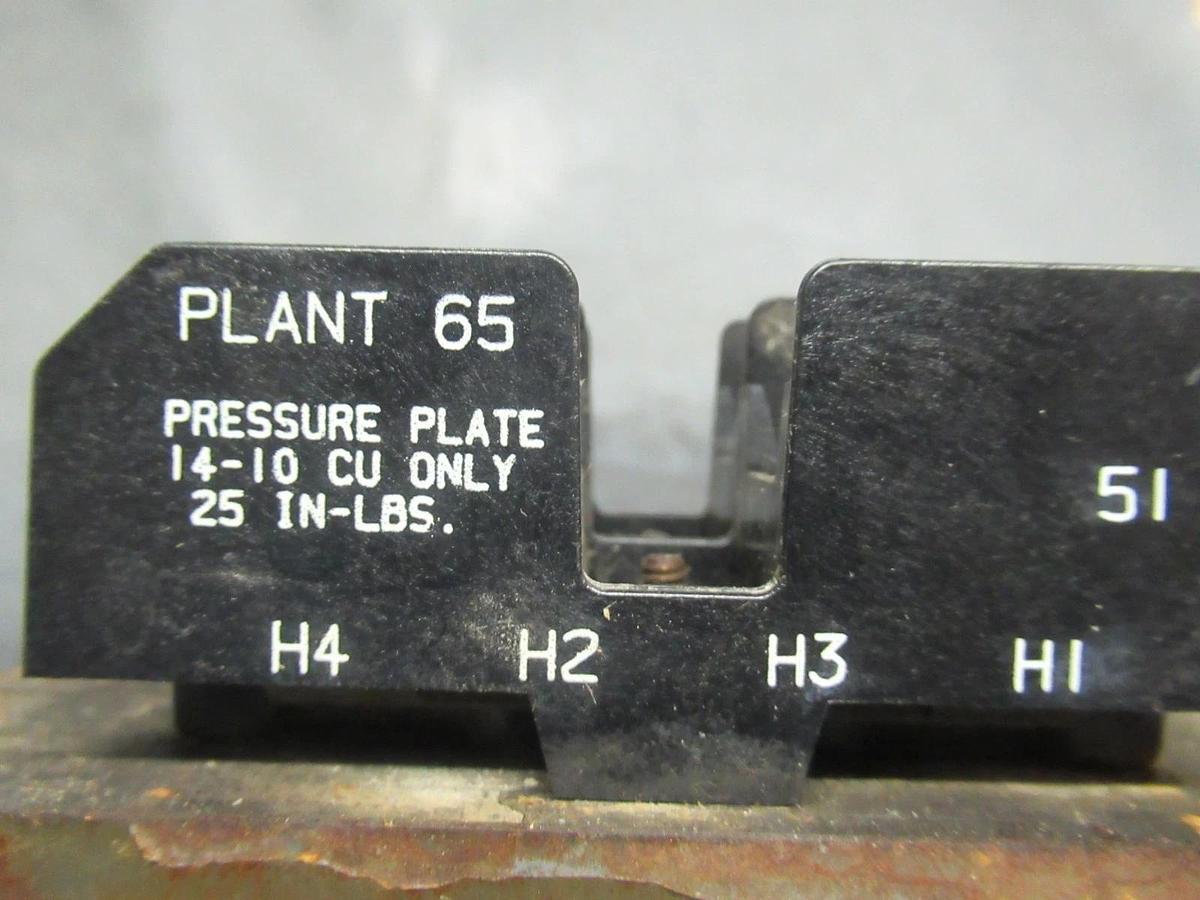 PLANT 65
PRESSURE PLATE
14-10 CU ONLY
25 IN-LBS.
51
H4 H2 H3 H1